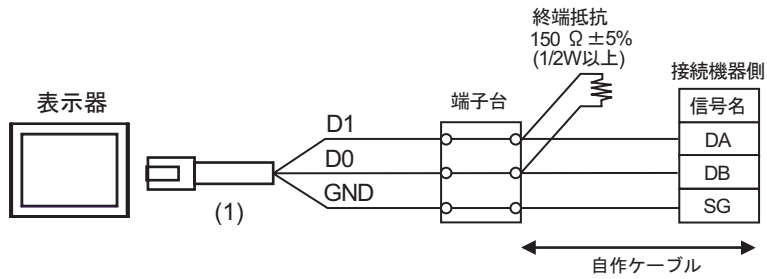 終端抵抗
150 Ω ±5%
(1/2W以上)
接続機器側
表示器
端子台
信号名
D1
DA
D0
DB
GND
SG
(1)
自作ケーブル